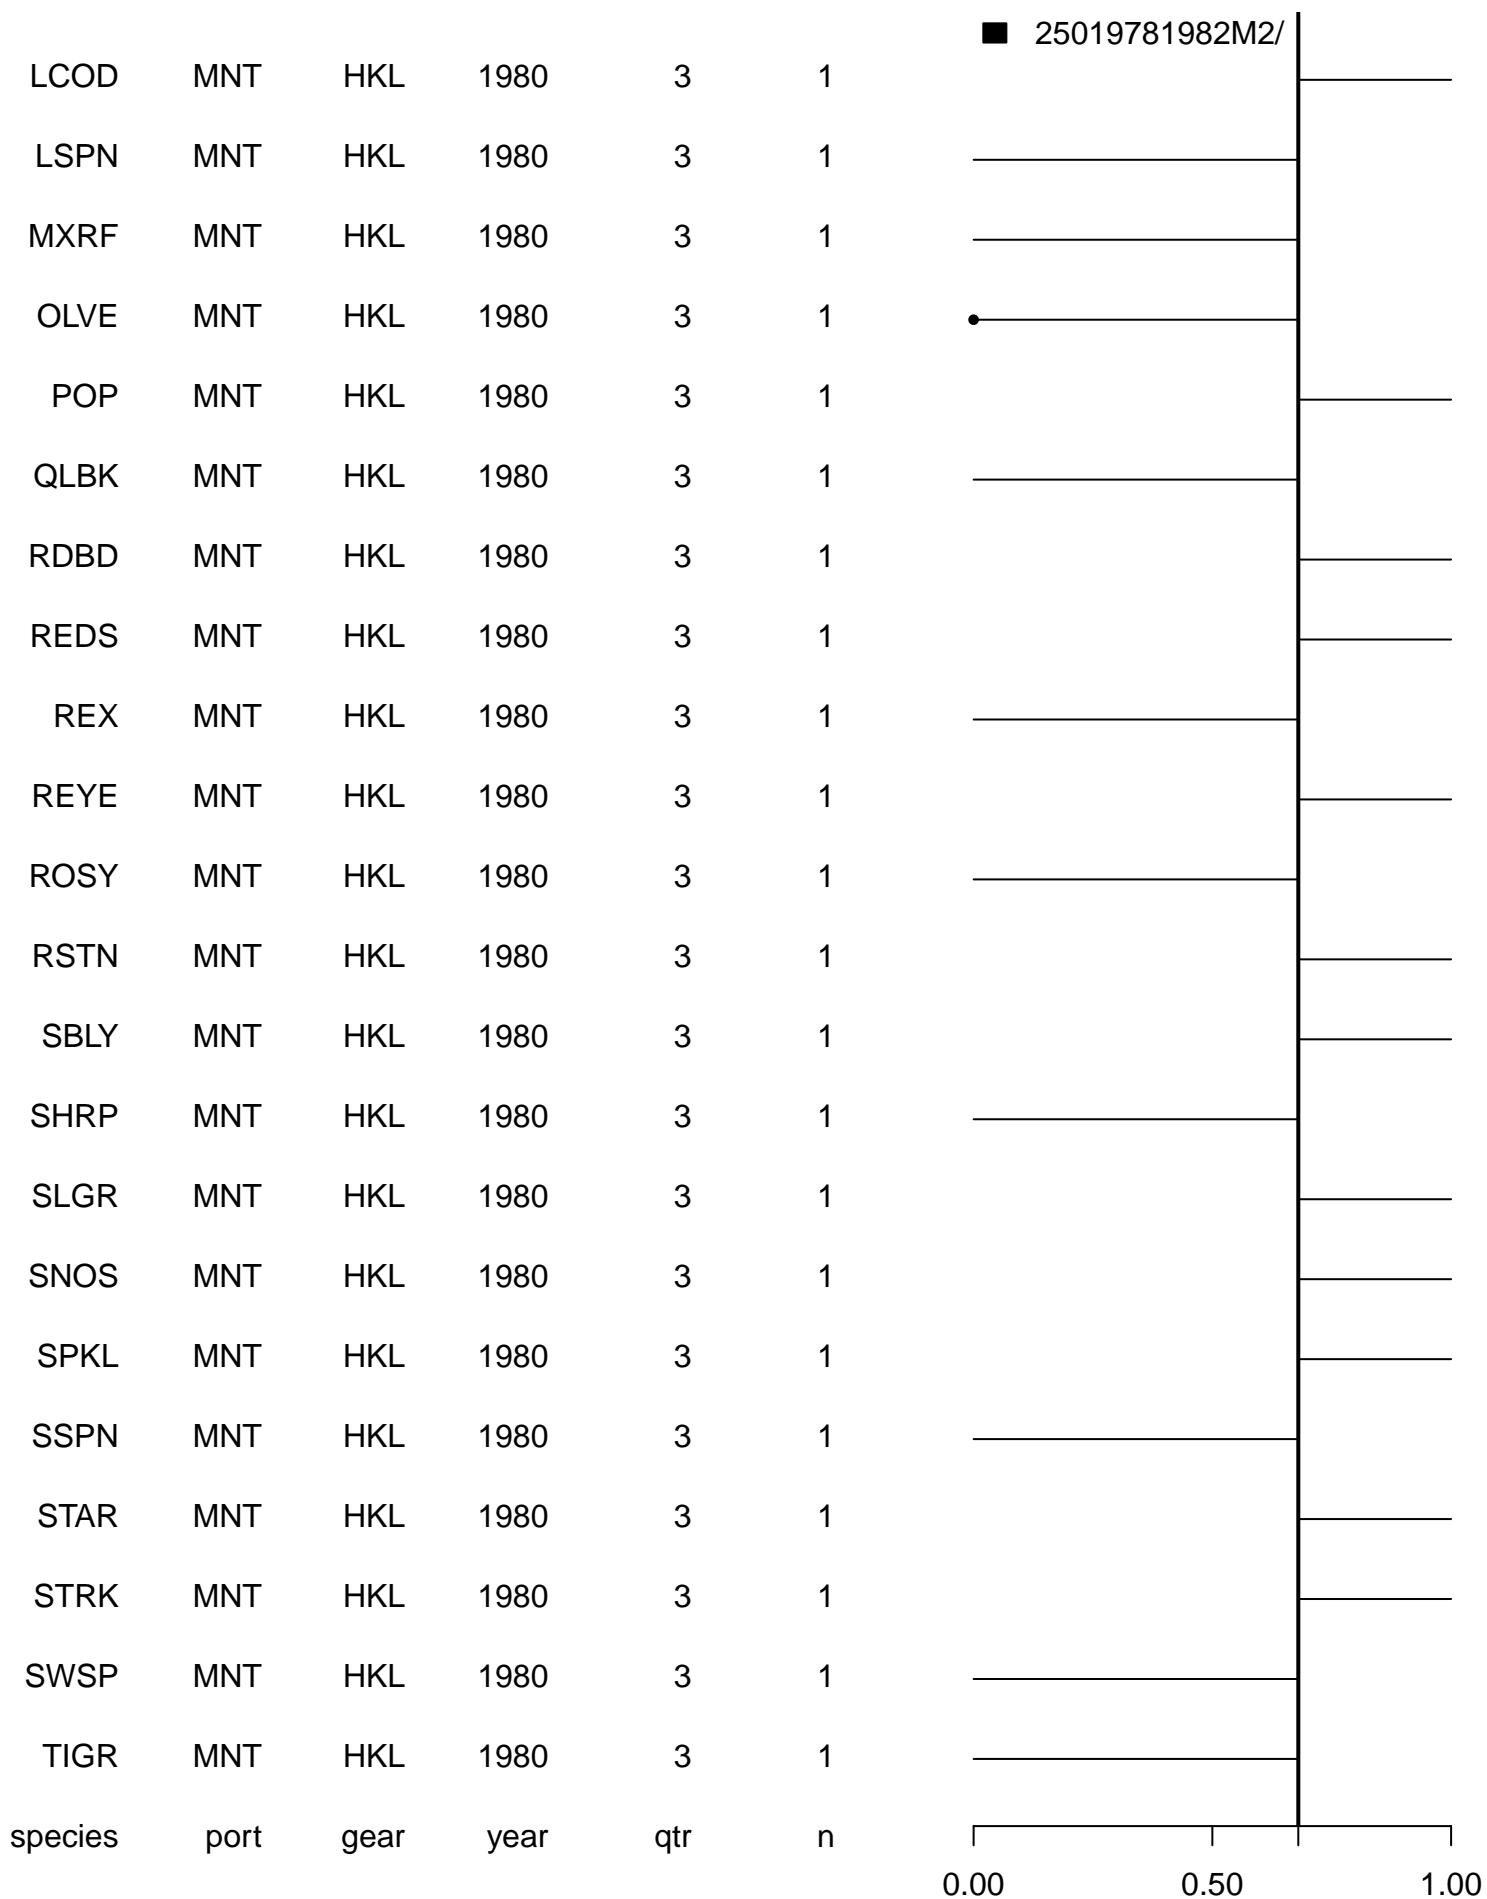 25019781982M2/
LCOD MNT HKL 1980 3 1
LSPN MNT HKL 1980 3 1
MXRF MNT HKL 1980 3 1
OLVE MNT HKL 1980 3 1
POP MNT HKL 1980 3 1
QLBK MNT HKL 1980 3 1
RDBD MNT HKL 1980 3 1
REDS MNT HKL 1980 3 1
REX MNT HKL 1980 3 1
REYE MNT HKL 1980 3 1
ROSY MNT HKL 1980 3 1
RSTN MNT HKL 1980 3 1
SBLY MNT HKL 1980 3 1
SHRP MNT HKL 1980 3 1
SLGR MNT HKL 1980 3 1
SNOS MNT HKL 1980 3 1
SPKL MNT HKL 1980 3 1
SSPN MNT HKL 1980 3 1
STAR MNT HKL 1980 3 1
STRK MNT HKL 1980 3 1
SWSP MNT HKL 1980 3 1
TIGR MNT HKL 1980 3 1
species port gear year qtr n
0.00 0.50 1.00